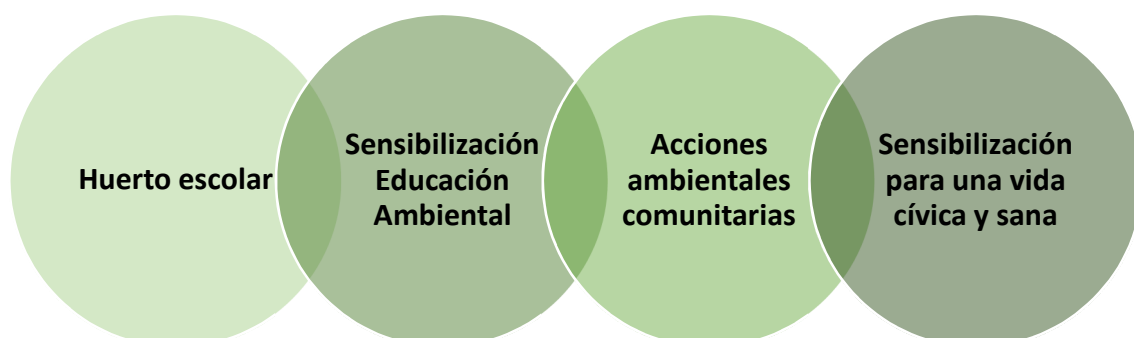 Huerto escolar
Sensibilización
Educación
Ambiental
Acciones
ambientales
comunitarias
Sensibilización
para una vida
cívica y sana